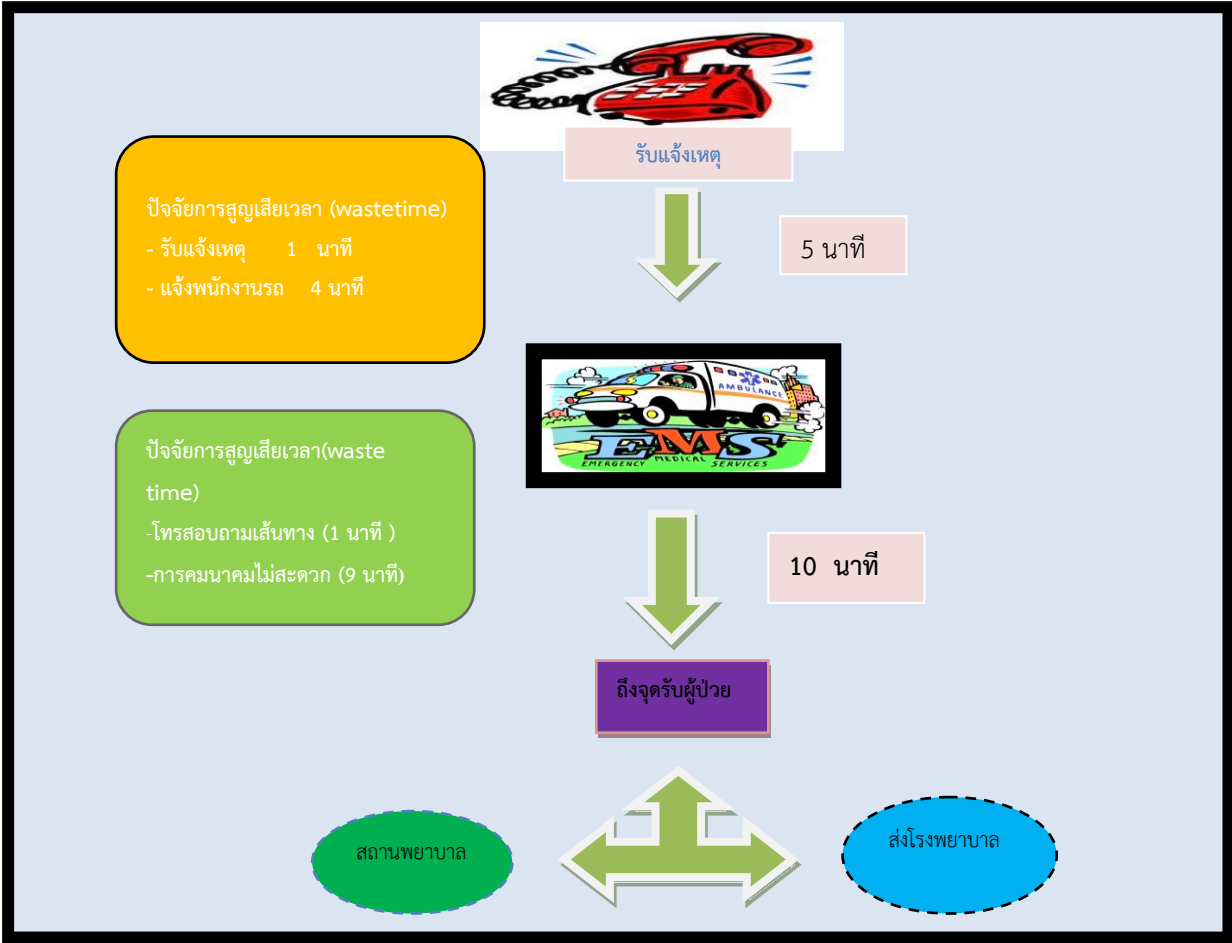 รับแจ้งเหตุ
ปัจจัยการสูญเสียเวลา (wastetime)
- รับแจ้งเหตุ 1 นาที
- แจ้งพนักงานรถ 4 นาที
5 นาที
AMBULANCE
EMS
EMERGENCY MEDICAL SERVICES
ปัจจัยการสูญเสียเวลา(waste
time)
-โทรสอบถามเส้นทาง (1 นาที )
-การคมนาคมไม่สะดวก (9 นาที)
10 นาที
ถึงจุดรับผู้ป่วย
สถานพยาบาล
ส่งโรงพยาบาล